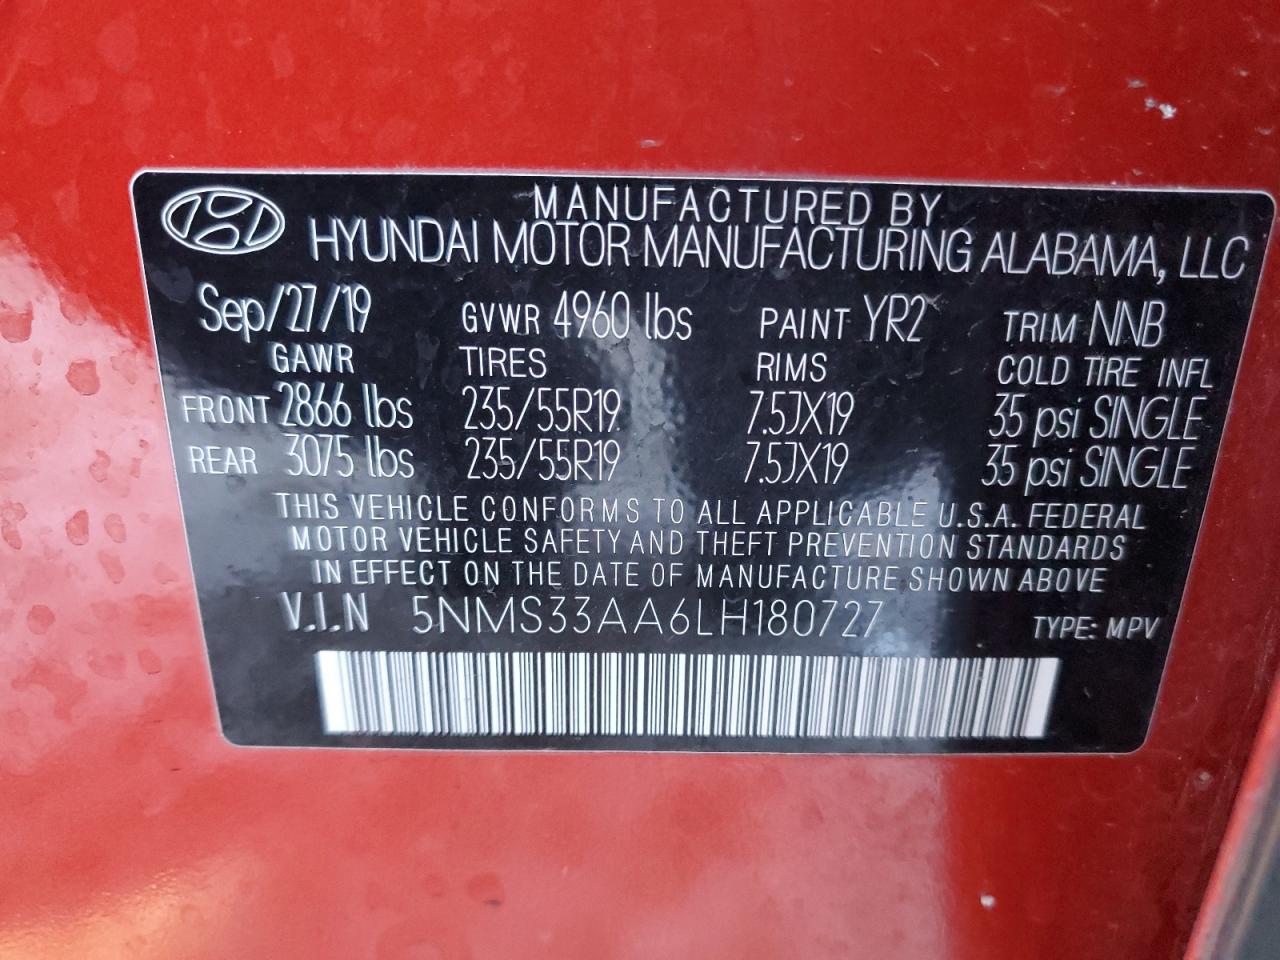 MANUFACTURED BY
HYUNDAI MOTOR MANUFACTURING ALABAMA, LLC
Sep/27/19 GVWR 4960 lbs PAINT YR2 TRIM NNB
GAWR TIRES RIMS COLD TIRE INFL
FRONT 2866 lbs 235/55R19 7.5JX19 35 psi SINGLE
REAR 3075 lbs 235/55R19 7.5JX19 35 psi SINGLE
THIS VEHICLE CONFORMS TO ALL APPLICABLE U.S.A. FEDERAL
MOTOR VEHICLE SAFETY AND THEFT PREVENTION STANDARDS
IN EFFECT ON THE DATE OF MANUFACTURE SHOWN ABOVE
V.I.N 5NMS33AA6LH180727 TYPE: MPV